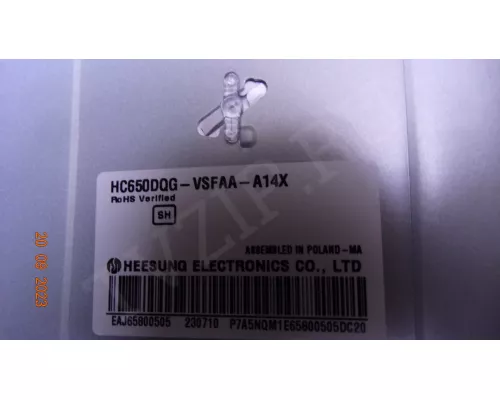 HC650DQG-VSFAA-A14X
RoHS Verified
SH
ASSEMBLED IN POLAND-MA
HEESUNG ELECTRONICS CO., LTD
EAJ65800505 230710 P7A5NQM1E65800505DC20
20 09 2023